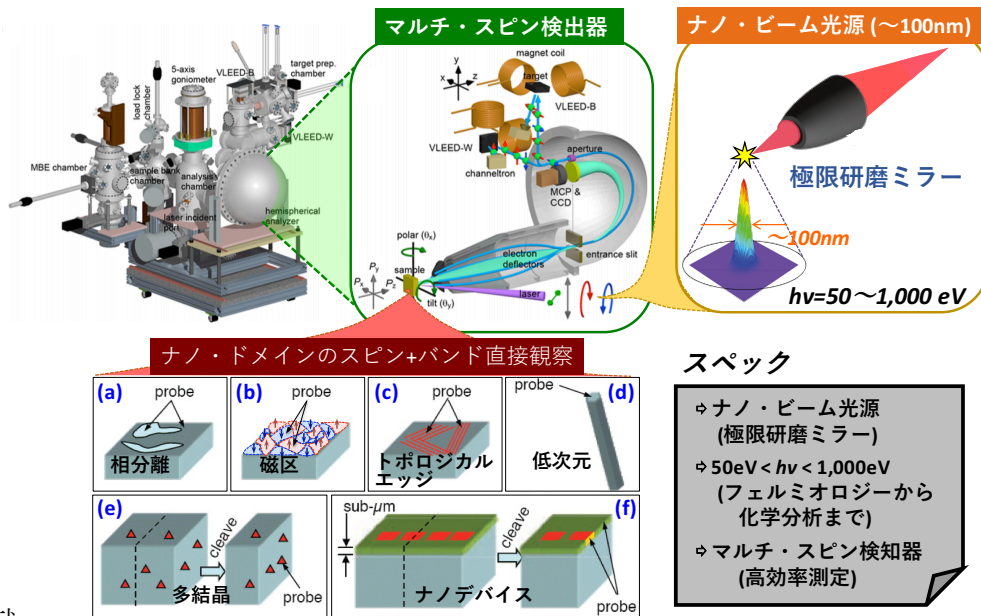 マルチ・スピン検出器
ナノ・ビーム光源 (～100nm)
5-axis
goniometer
VLEED-B
target prep.
chamber
load lock
chamber
VLEED-W
MBE chamber
sample bank
chamber
analysis
chamber
laser incident
port
hemispherical
analyzer
magnet coil
y
x
z
target
VLEED-B
VLEED-W
channeltron
aperture
MCP &
CCD
polar (θx)
electron
deflectors
entrance slit
sample
Py
Px
Pz
tilt (θy)
laser
極限研磨ミラー
～100nm
hν=50～1,000 eV
ナノ・ドメインのスピン+バンド直接観察
(a)
probe
相分離
(b)
probe
磁区
(c)
probe
トポロジカル
エッジ
probe
(d)
低次元
(e)
cleave
probe
多結晶
sub-μm
(f)
cleave
ナノデバイス
probe
スペック
⇨ナノ・ビーム光源
(極限研磨ミラー)
⇨50eV < hν < 1,000eV
(フェルミオロジーから
化学分析まで)
⇨マルチ・スピン検知器
(高効率測定)